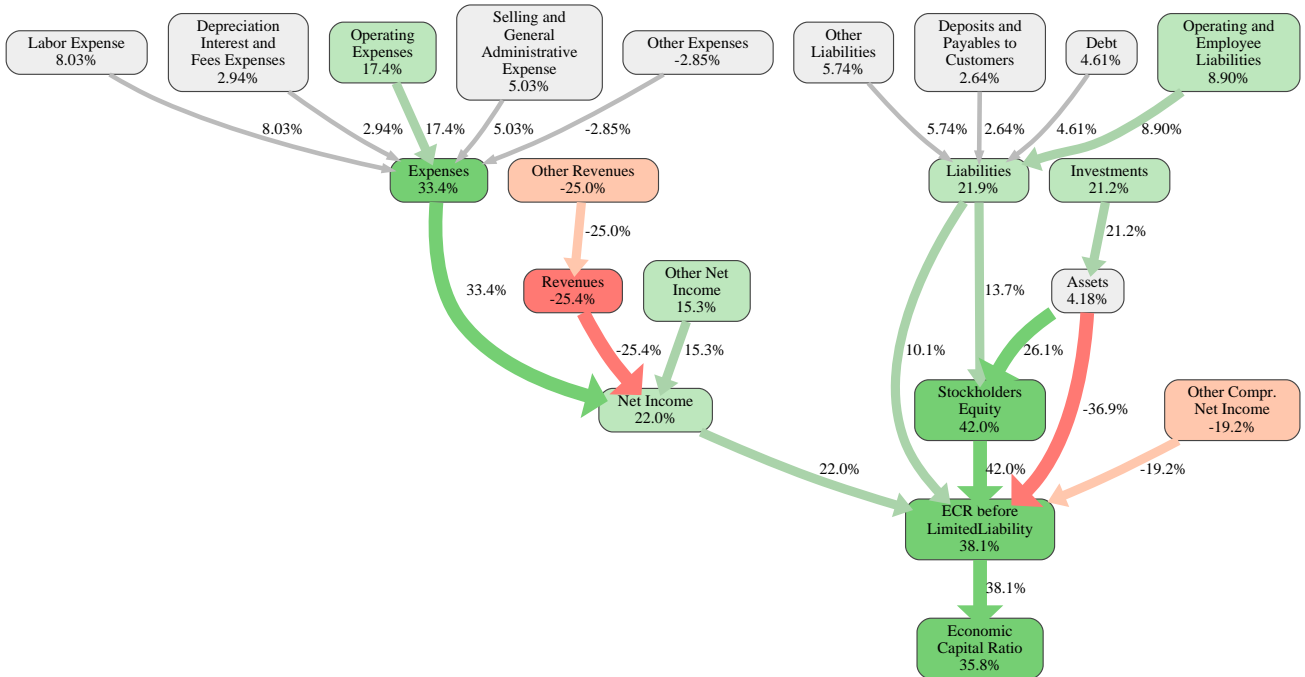 Labor Expense
8.03%
Depreciation
Interest and
Fees Expenses
2.94%
Operating
Expenses
17.4%
Selling and
General
Administrative
Expense
5.03%
Other Expenses
-2.85%
Other
Liabilities
5.74%
Deposits and
Payables to
Customers
2.64%
Debt
4.61%
Operating and
Employee
Liabilities
8.90%
8.03%
2.94%
17.4%
5.03%
-2.85%
5.74%
2.64%
4.61%
8.90%
Expenses
33.4%
Other Revenues
-25.0%
Liabilities
21.9%
Investments
21.2%
-25.0%
21.2%
Revenues
-25.4%
Other Net
Income
15.3%
Assets
4.18%
33.4%
13.7%
-25.4%
15.3%
10.1%
26.1%
Net Income
22.0%
Stockholders
Equity
42.0%
-36.9%
Other Compr.
Net Income
-19.2%
22.0%
42.0%
-19.2%
ECR before
LimitedLiability
38.1%
38.1%
Economic
Capital Ratio
35.8%